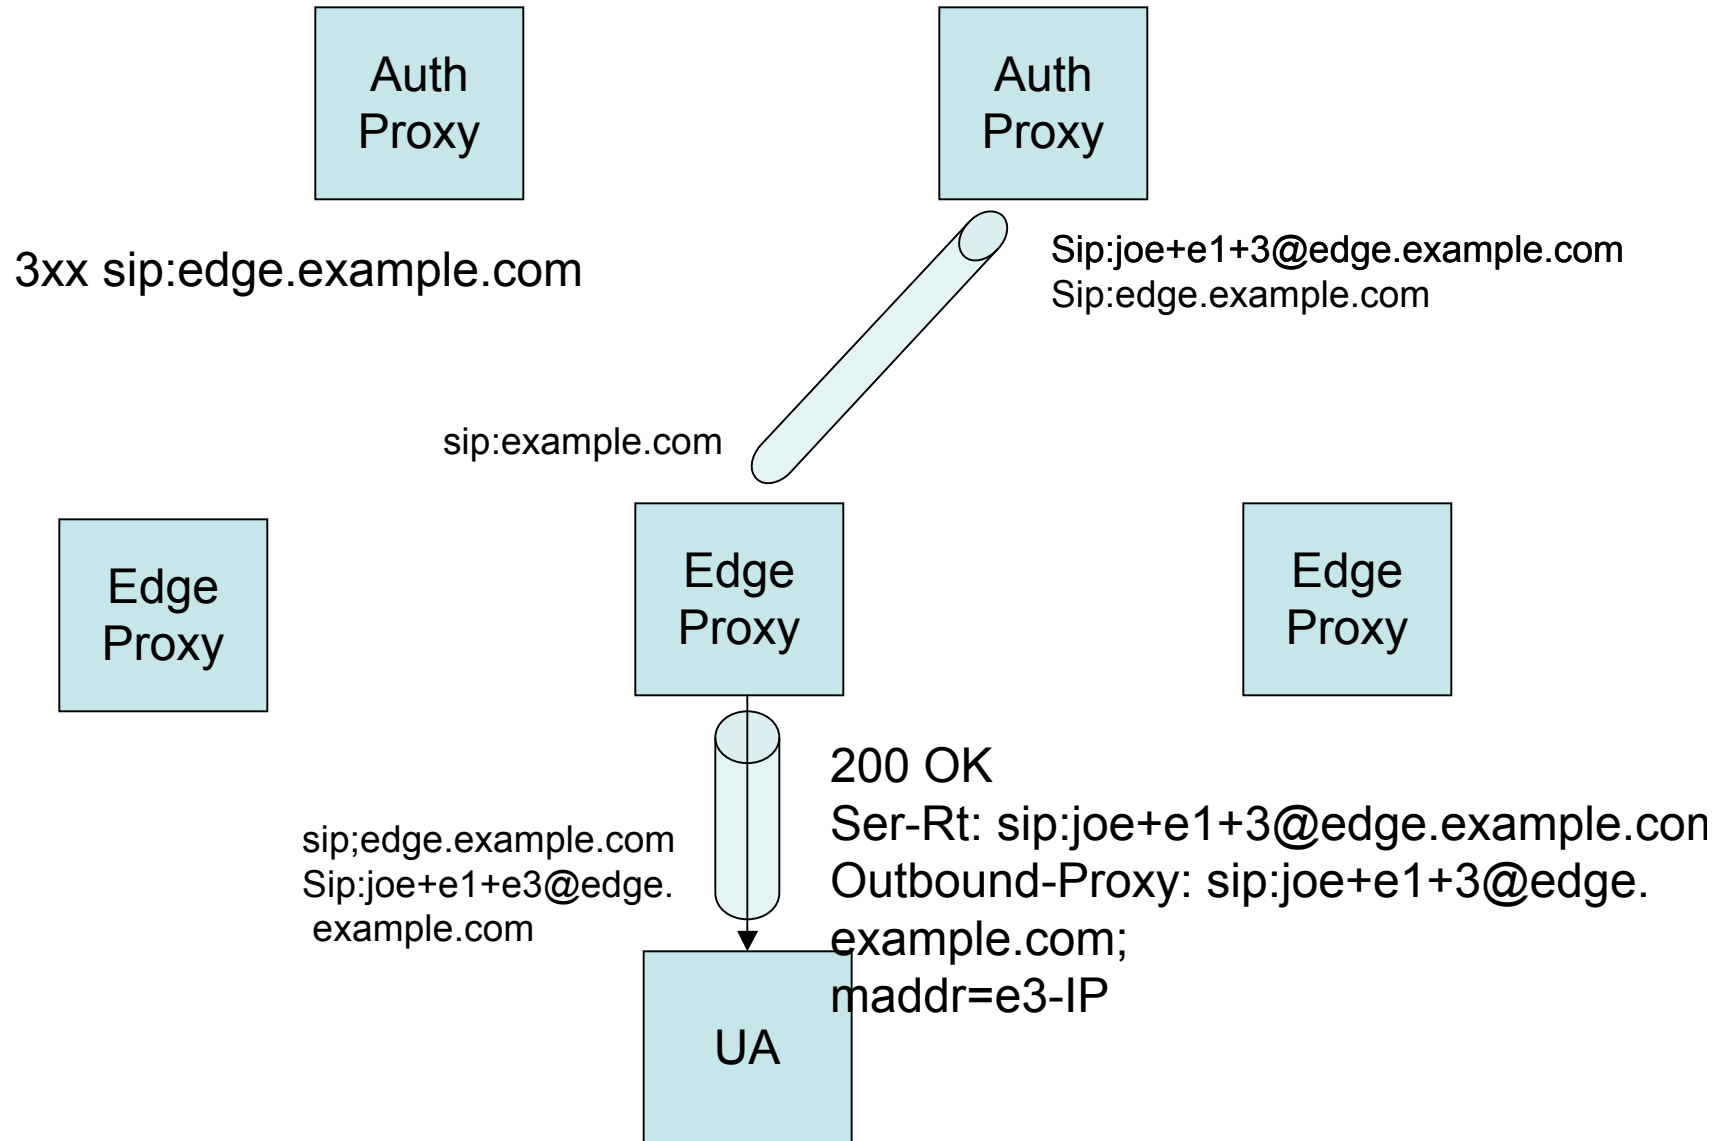 Auth
Proxy
Auth
Proxy
3xx sip:edge.example.com
Sip:joe+e1+3@edge.example.com
Sip:edge.example.com
sip:example.com
Edge
Proxy
Edge
Proxy
Edge
Proxy
sip;edge.example.com
Sip:joe+e1+e3@edge.
example.com
200 OK
Ser-Rt: sip:joe+e1+3@edge.example.con
Outbound-Proxy: sip:joe+e1+3@edge.
example.com;
maddr=e3-IP
UA